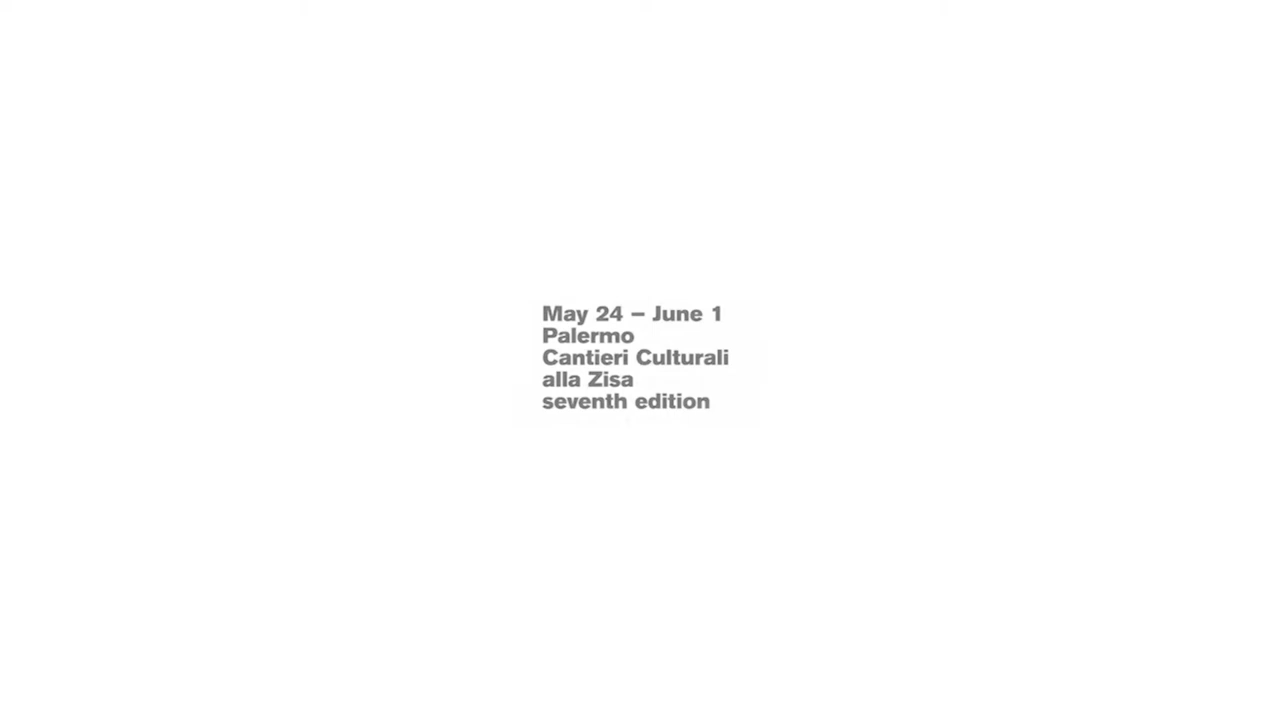 May 24 – June 1
Palermo
Cantieri Culturali
alla Zisa
seventh edition